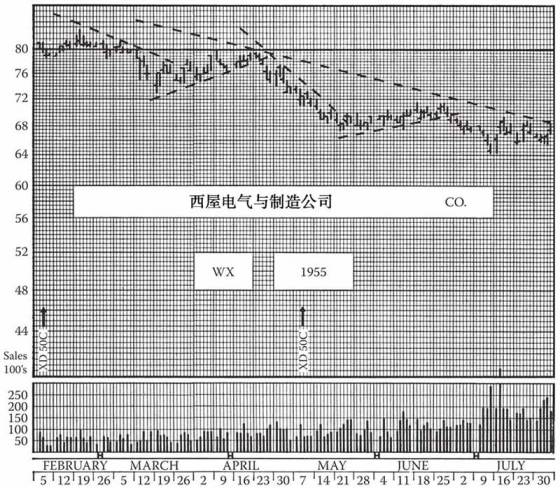 80
76
72
68
64
60
西屋电气与制造公司 CO.
56
52
WX 1955
48
44
XD 50C XD 50C
Sales
100's
250
200
150
100
50
FEBRUARY MARCH APRIL MAY JUNE JULY
5 12 19 26 5 12 19 26 2 9 16 23 30 7 14 21 28 4 11 18 25 2 9 16 23 30